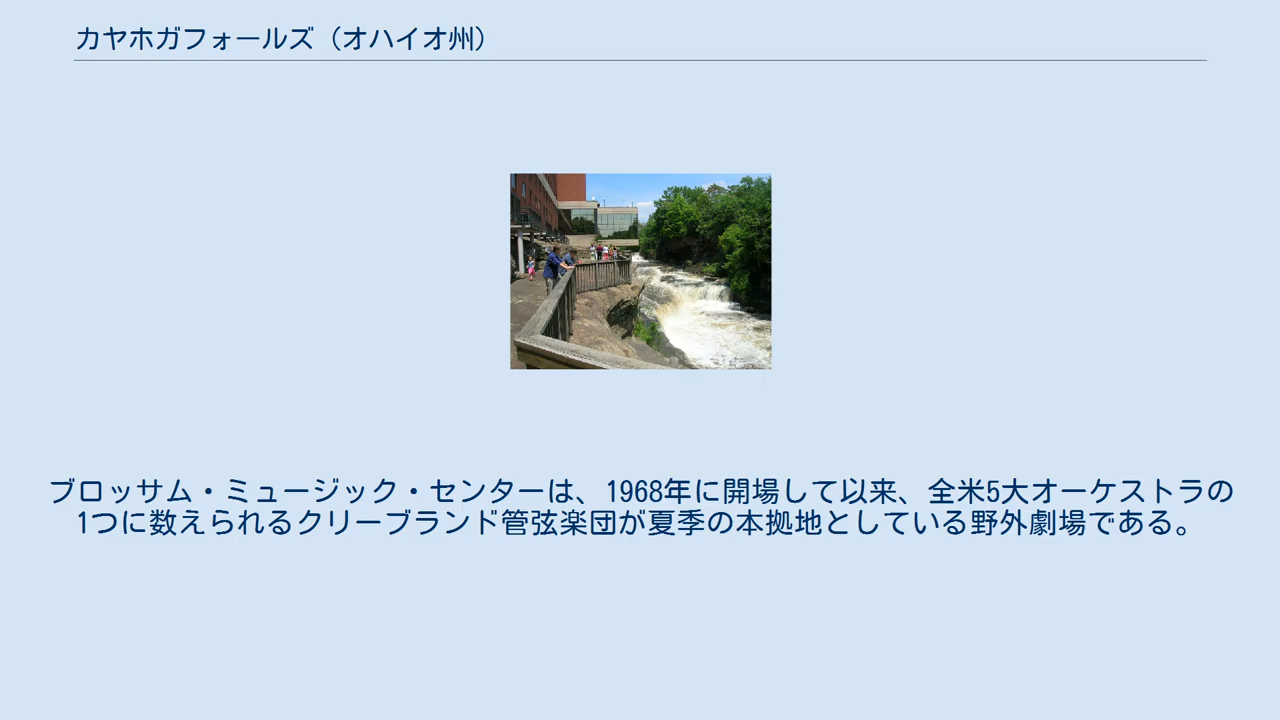 カヤホガフォールズ（オハイオ州）
ブロッサム・ミュージック・センターは、1968年に開場して以来、全米5大オーケストラの
1つに数えられるクリーブランド管弦楽団が夏季の本拠地としている野外劇場である。